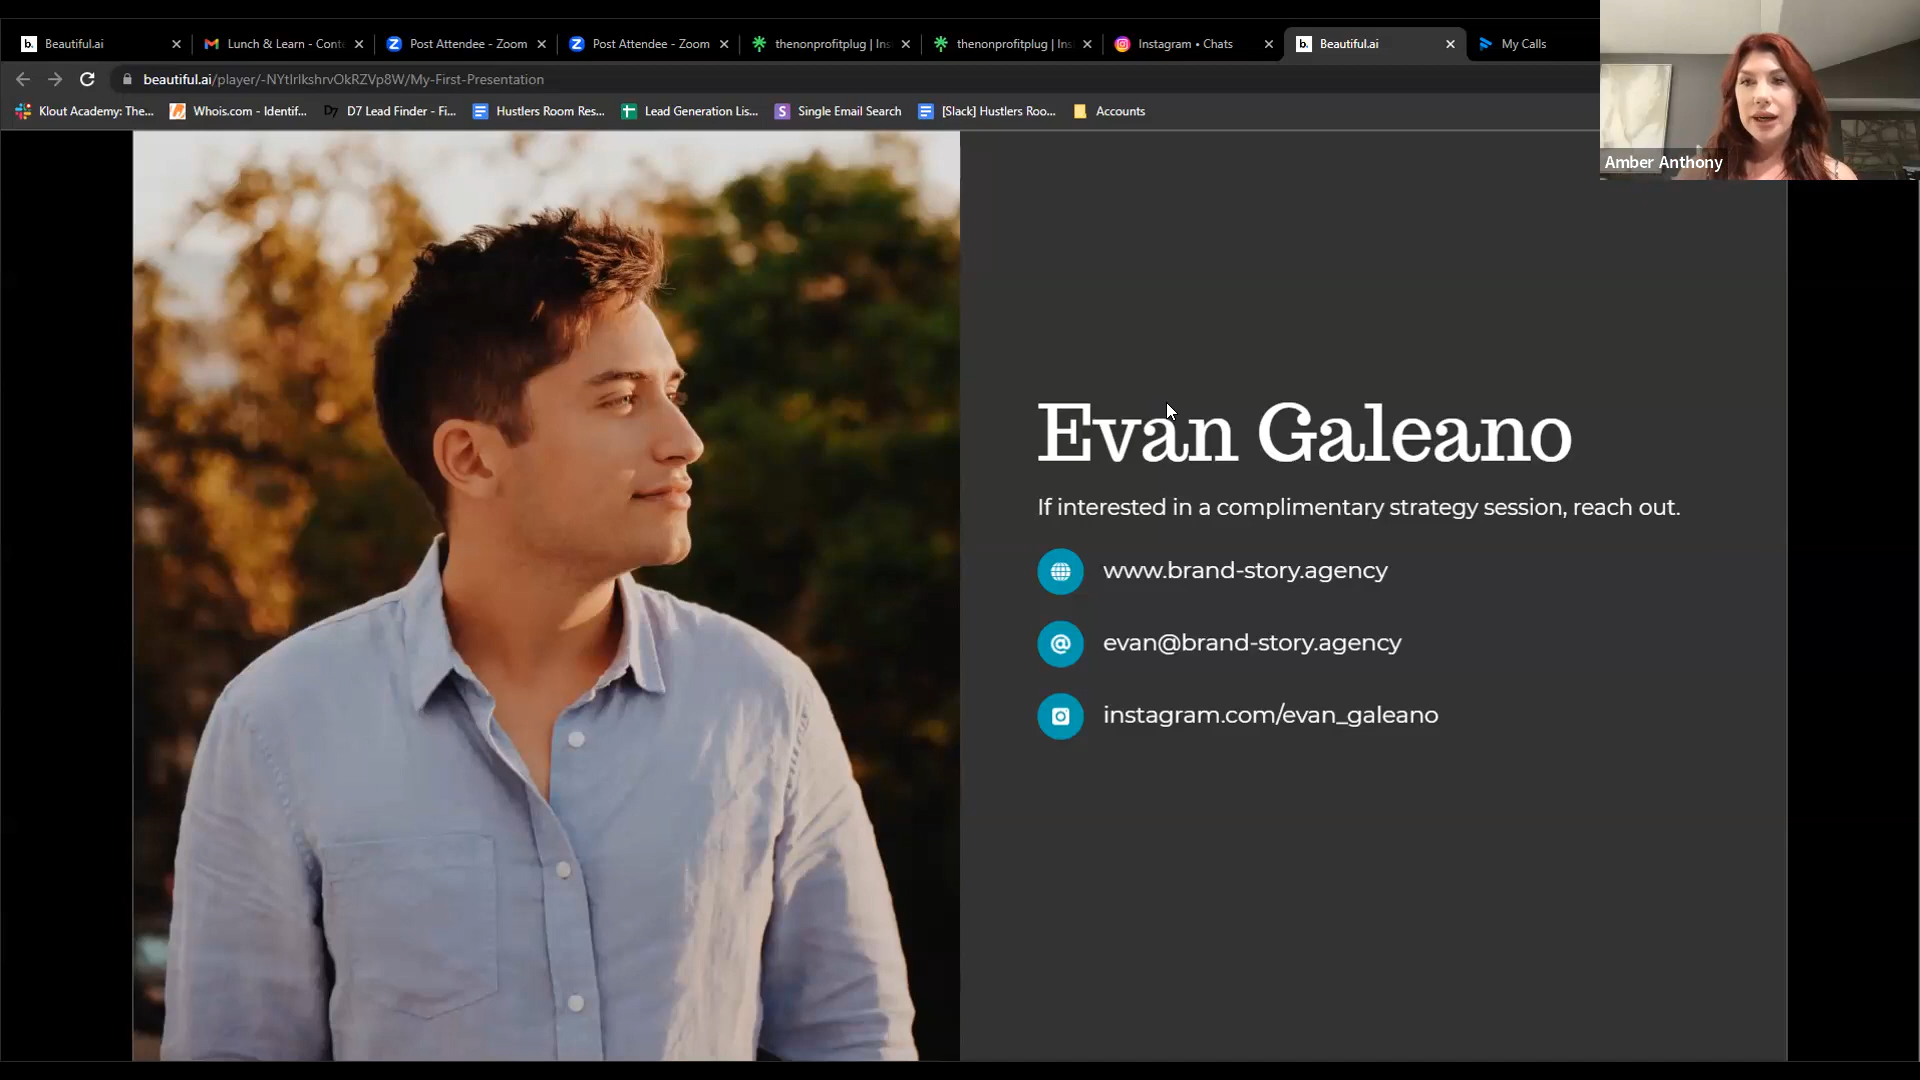 Beautiful.ai
Lunch & Learn - Conte
Post Attendee - Zoom
Post Attendee - Zoom
thenonprofitplug | Ins
thenonprofitplug | Ins
Instagram • Chats
Beautiful.ai
My Calls
beautiful.ai/player/-NYtIrlkshrvOkRZVp8W/My-First-Presentation
Klout Academy: The...
Whois.com - Identif...
D7 Lead Finder - Fi...
Hustlers Room Res...
Lead Generation Lis...
Single Email Search
[Slack] Hustlers Roo...
Accounts
Amber Anthony
Evan Galeano
If interested in a complimentary strategy session, reach out.
www.brand-story.agency
evan@brand-story.agency
instagram.com/evan_galeano